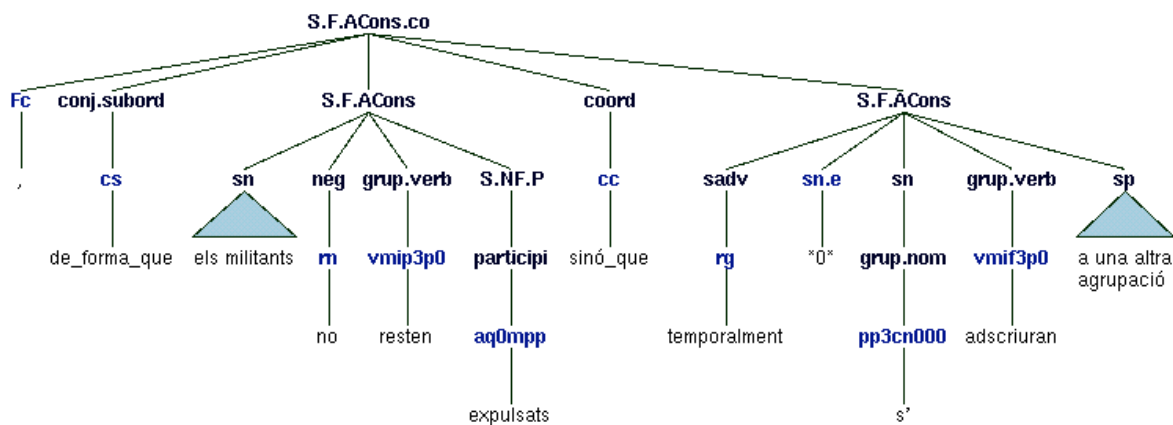 S.F.ACons.co
Fc conj.subord S.F.ACons coord S.F.ACons
, cs sn neg grup.verb S.NF.P cc sadv sn.e sn grup.verb sp
de_forma_que els militants rn vmip3p0 participi sinó_que rg *0* grup.nom vmif3p0 a una altra
agrupació
no resten aq0mpp temporalment pp3cn000 adscriuran
expulsats s'